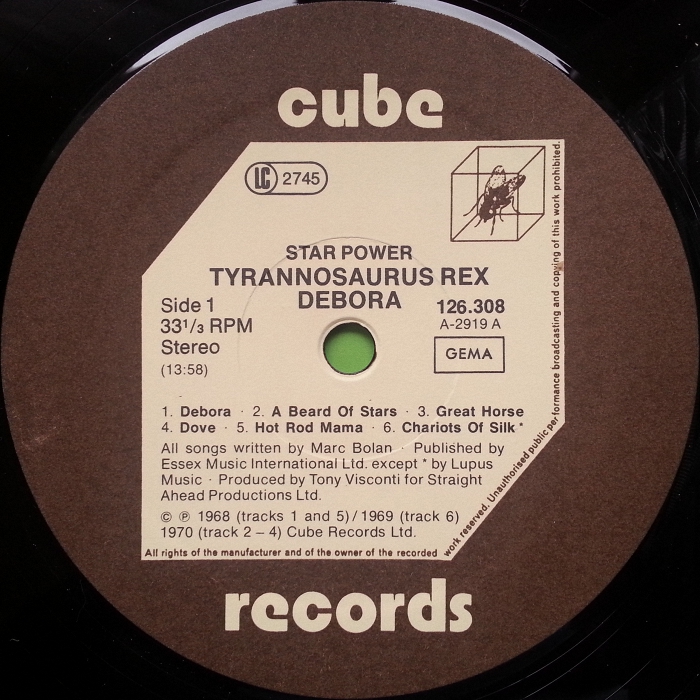 cube
LC 2745
STAR POWER
TYRANNOSAURUS REX
DEBORA
Side 1
33 1/3 RPM
Stereo
(13:58)
126.308
A-2919 A
GEMA
1. Debora · 2. A Beard Of Stars · 3. Great Horse
4. Dove · 5. Hot Rod Mama · 6. Chariots Of Silk *
All songs written by Marc Bolan · Published by
Essex Music International Ltd. except * by Lupus
Music · Produced by Tony Visconti for Straight
Ahead Productions Ltd.
© ℗ 1968 (tracks 1 and 5)/1969 (track 6)
1970 (track 2 – 4) Cube Records Ltd.
All rights of the manufacturer and of the owner of the recorded
work reserved. Unauthorised public per
formance broadcasting and copying of this work prohibited.
records